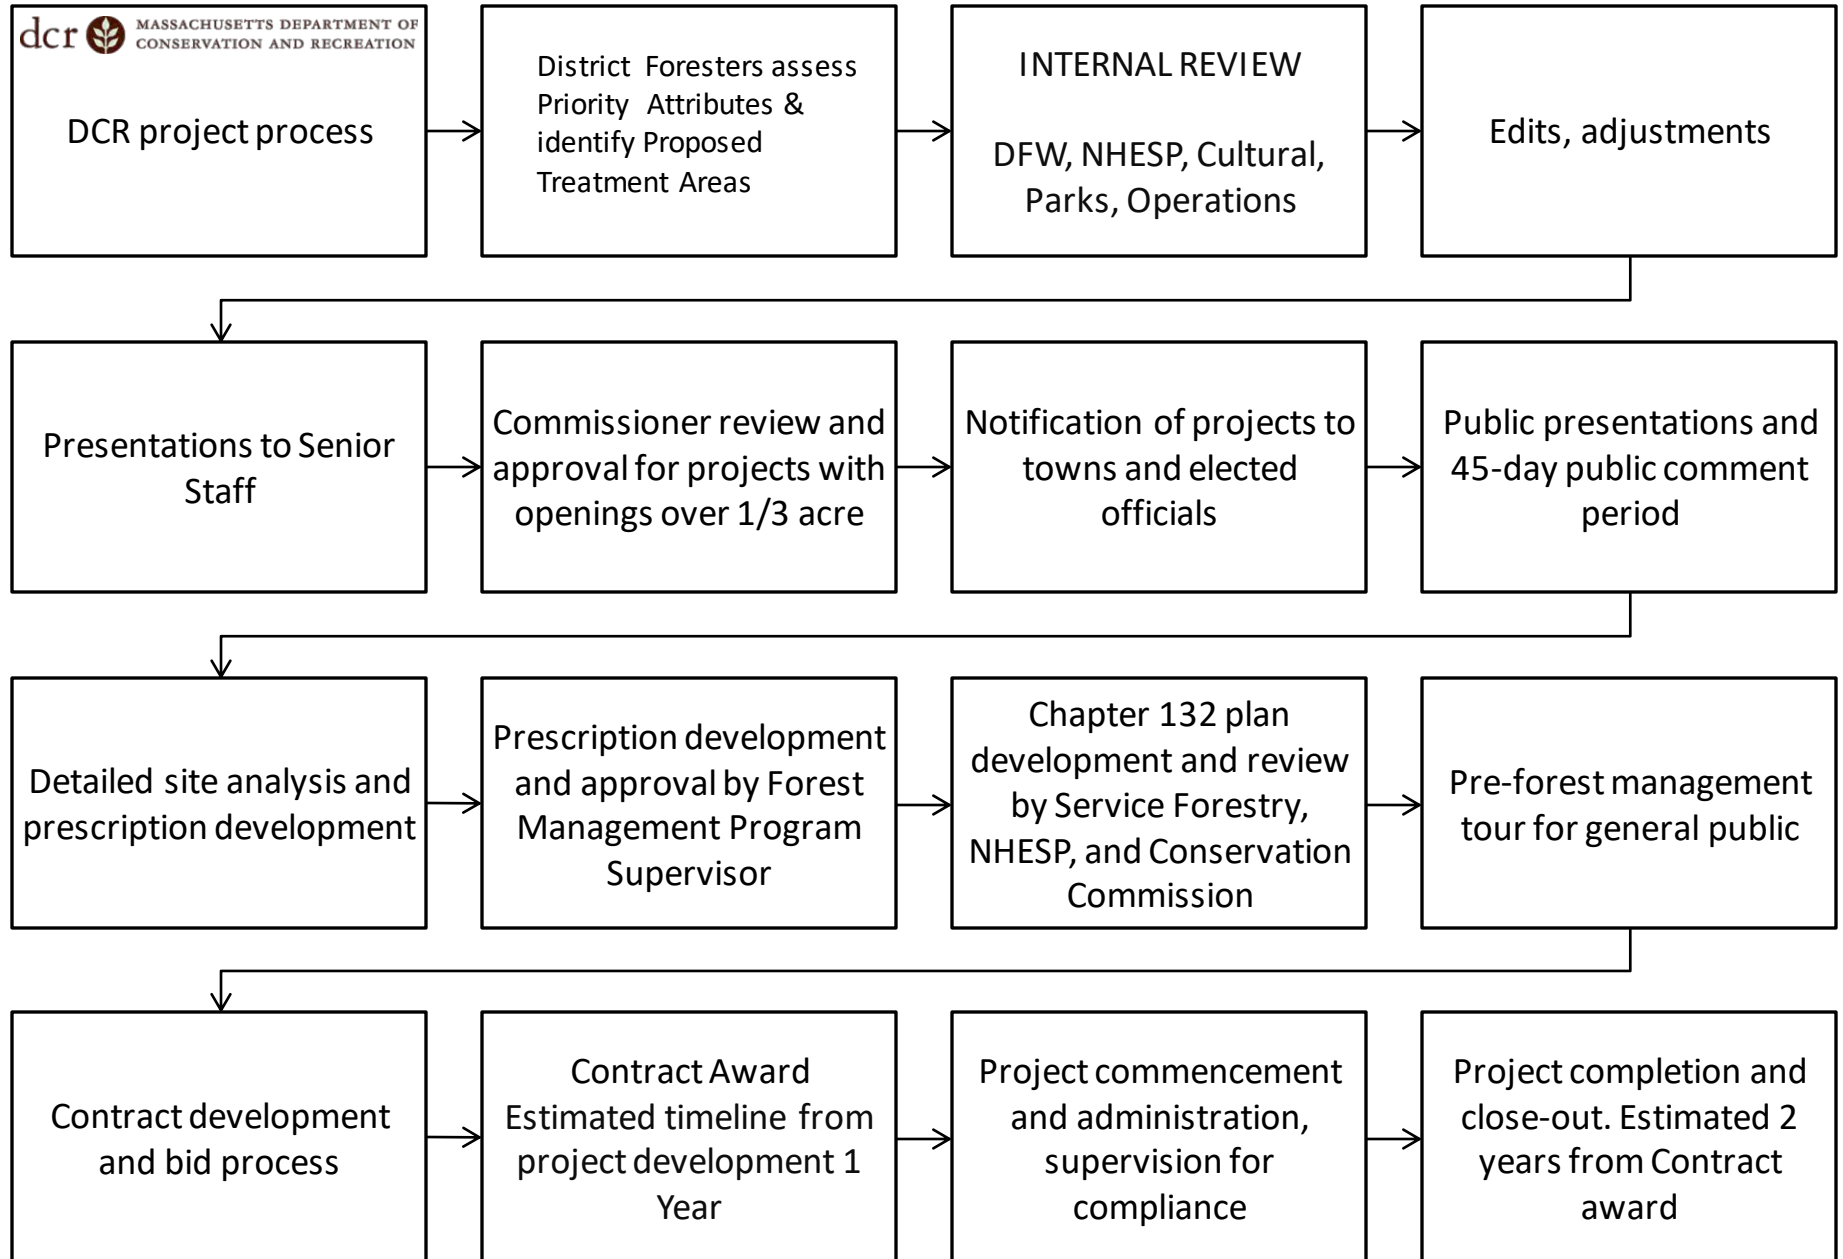 dcr MASSACHUSETTS DEPARTMENT OF
CONSERVATION AND RECREATION
DCR project process
District Foresters assess
Priority Attributes &
identify Proposed
Treatment Areas
INTERNAL REVIEW
DFW, NHESP, Cultural,
Parks, Operations
Edits, adjustments
Presentations to Senior
Staff
Commissioner review and
approval for projects with
openings over 1/3 acre
Notification of projects to
towns and elected
officials
Public presentations and
45-day public comment
period
Detailed site analysis and
prescription development
Prescription development
and approval by Forest
Management Program
Supervisor
Chapter 132 plan
development and review
by Service Forestry,
NHESP, and Conservation
Commission
Pre-forest management
tour for general public
Contract development
and bid process
Contract Award
Estimated timeline from
project development 1
Year
Project commencement
and administration,
supervision for
compliance
Project completion and
close-out. Estimated 2
years from Contract
award